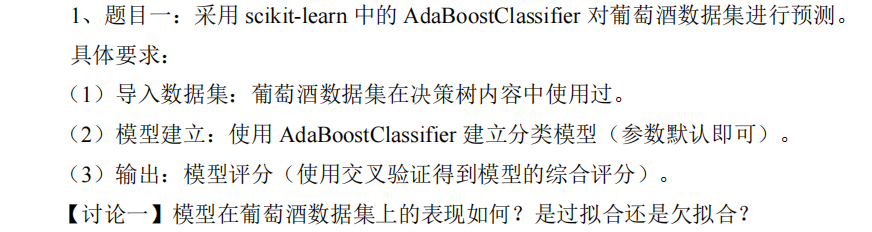 1、题目一：采用 scikit-learn 中的 AdaBoostClassifier 对葡萄酒数据集进行预测。
具体要求：
（1）导入数据集：葡萄酒数据集在决策树内容中使用过。
（2）模型建立：使用 AdaBoostClassifier 建立分类模型（参数默认即可）。
（3）输出：模型评分（使用交叉验证得到模型的综合评分）。
【讨论一】模型在葡萄酒数据集上的表现如何？是过拟合还是欠拟合？